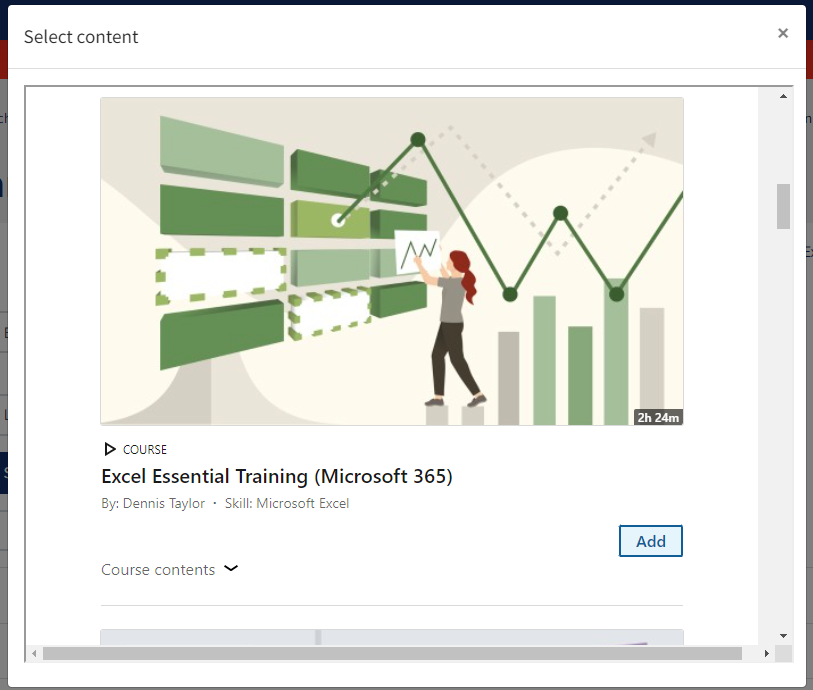 Select content
×
2h 24m
COURSE
Excel Essential Training (Microsoft 365)
By: Dennis Taylor · Skill: Microsoft Excel
Add
Course contents